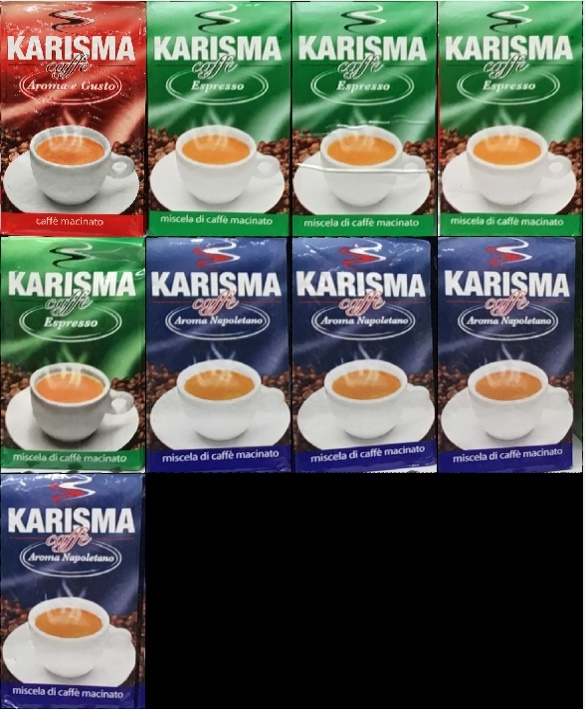 KARISMA
caffè
Aroma e Gusto
caffè macinato
KARISMA
caffè
Espresso
miscela di caffè macinato
KARISMA
caffè
Espresso
miscela di caffè macinato
KARISMA
caffè
Espresso
miscela di caffè macinato
KARISMA
caffè
Espresso
miscela di caffè macinato
KARISMA
caffè
Aroma Napoletano
miscela di caffè macinato
KARISMA
caffè
Aroma Napoletano
miscela di caffè macinato
KARISMA
caffè
Aroma Napoletano
miscela di caffè macinato
KARISMA
caffè
Aroma Napoletano
miscela di caffè macinato